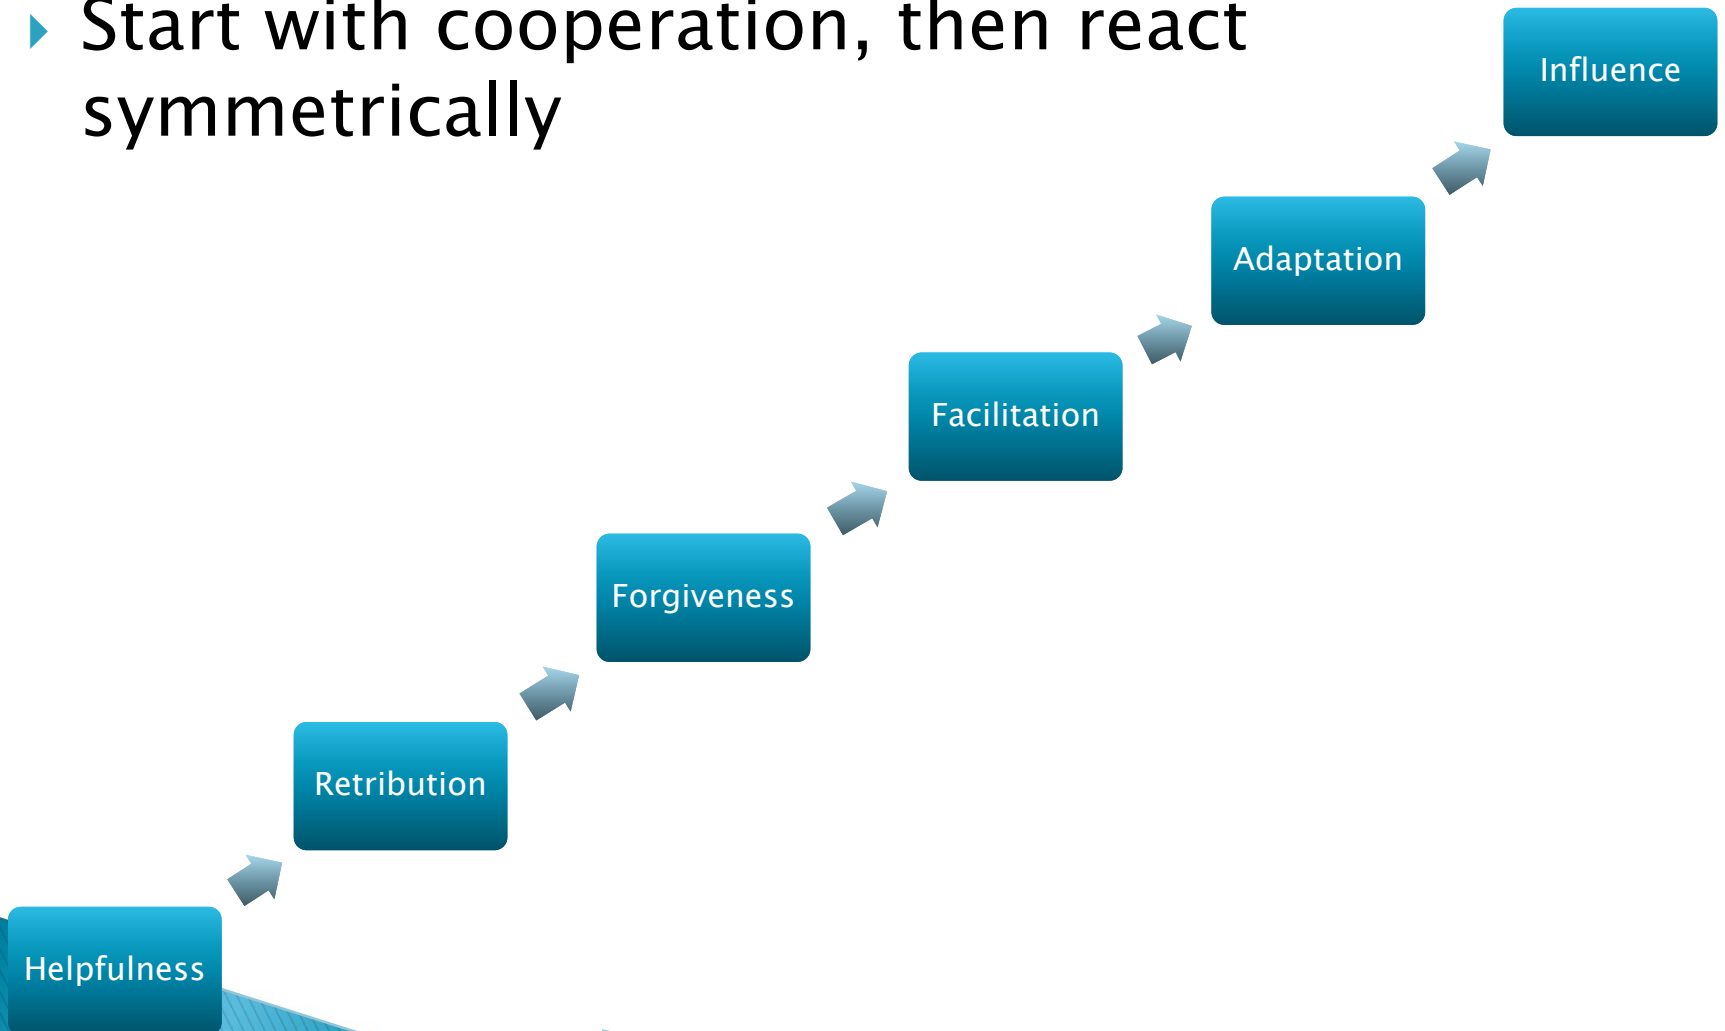 Start with cooperation, then react
symmetrically
Influence
Adaptation
Facilitation
Forgiveness
Retribution
Helpfulness